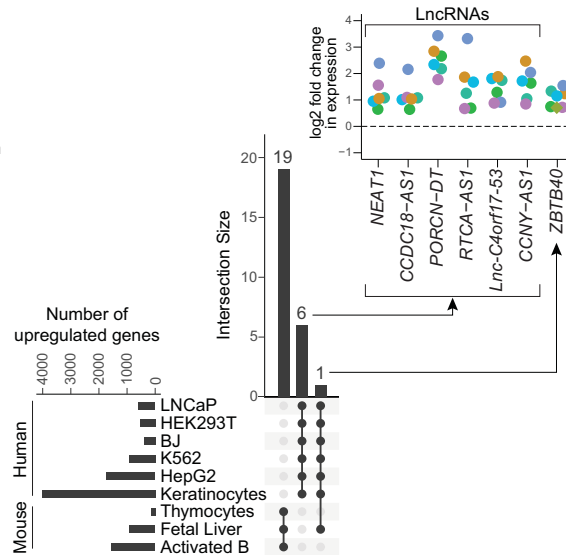 LncRNAs
log2 fold change
in expression
4
3
2
1
0
−1
NEAT1
CCDC18−AS1
PORCN−DT
RTCA−AS1
Lnc-C4orf17-53
CCNY−AS1
ZBTB40
Intersection Size
20
15
10
5
0
19
6
1
Number of
upregulated genes
4000
3000
2000
1000
0
Human
LNCaP
HEK293T
BJ
K562
HepG2
Keratinocytes
Mouse
Thymocytes
Fetal Liver
Activated B